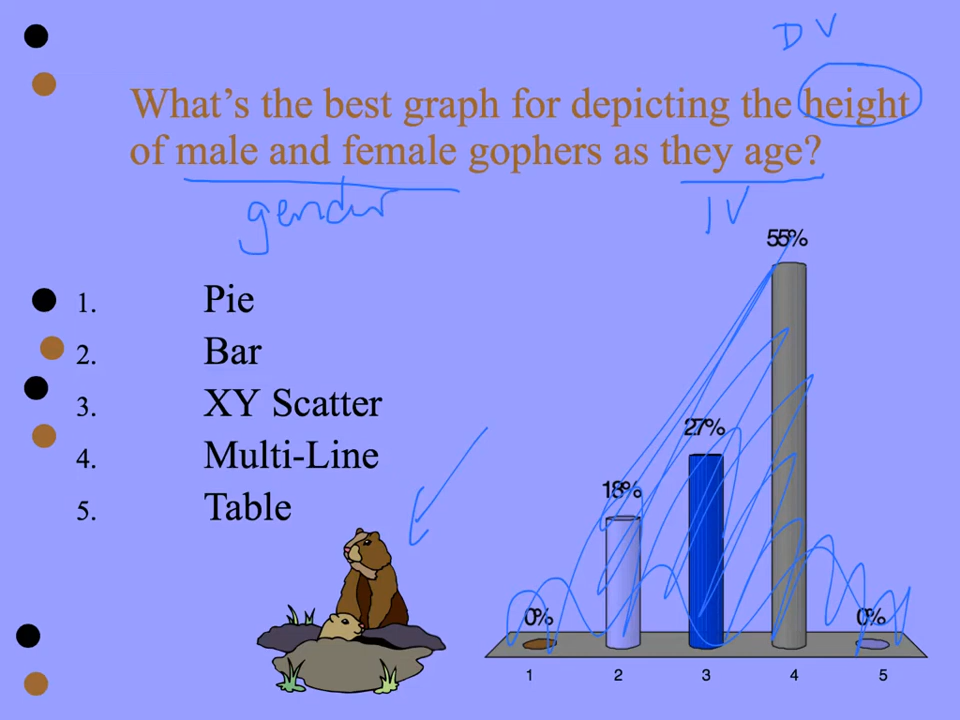 DV
What's the best graph for depicting the height
of male and female gophers as they age?
gender
IV
1. Pie
2. Bar
3. XY Scatter
4. Multi-Line
5. Table
55%
27%
18%
0%
0%
1 2 3 4 5